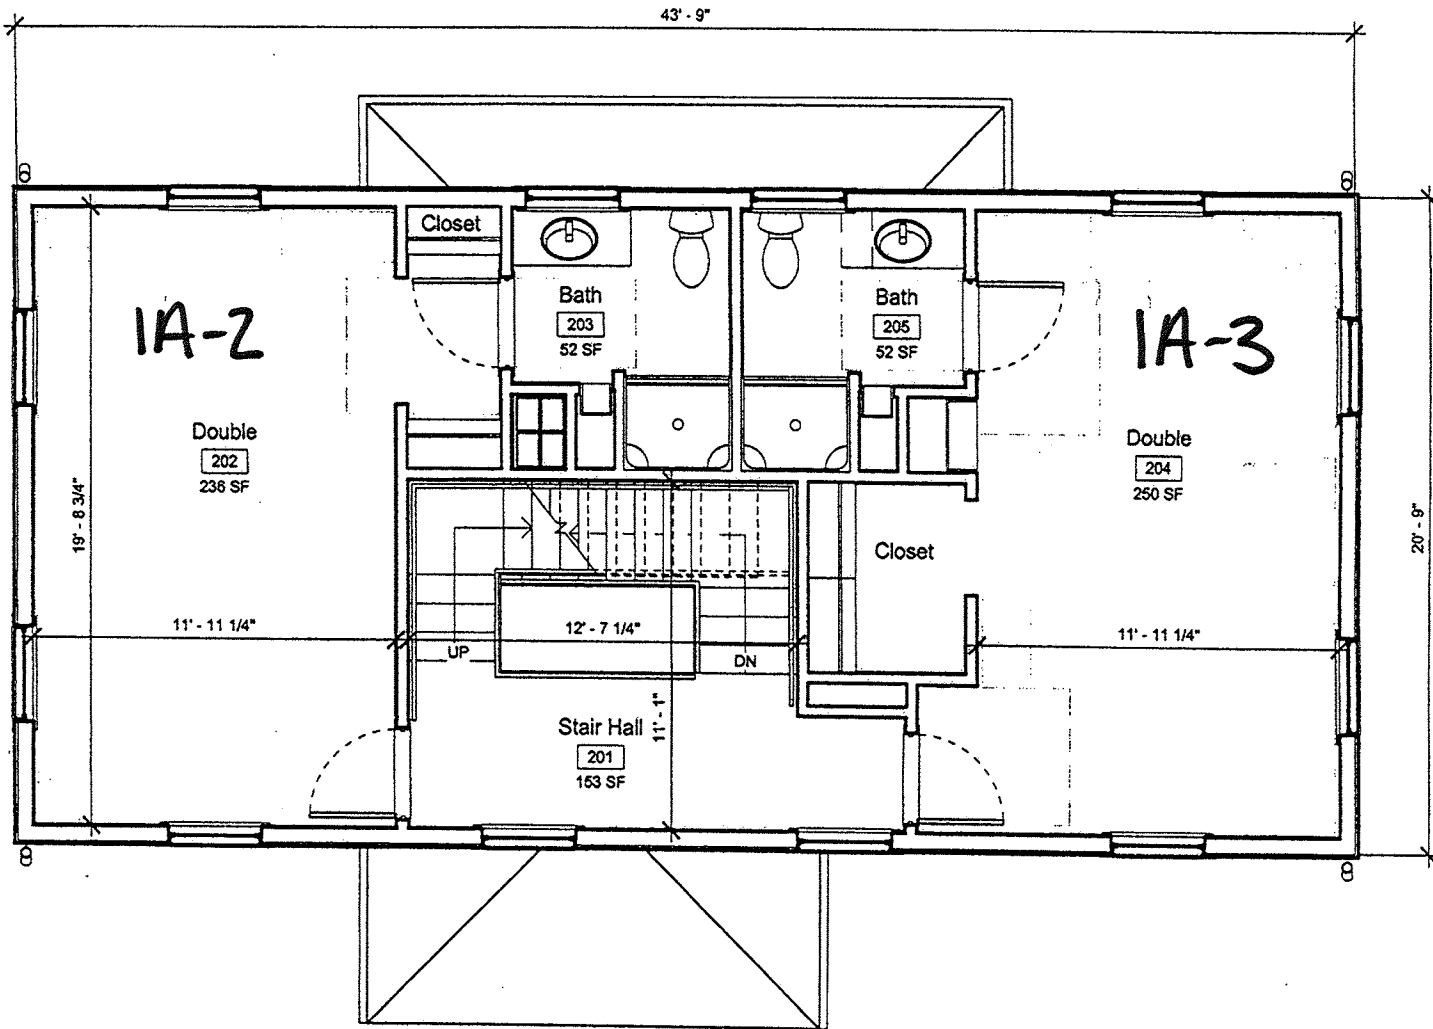 43' - 9"
Closet
Bath
203
52 SF
Bath
205
52 SF
1A-2
1A-3
Double
202
236 SF
Double
204
250 SF
19' - 8 3/4"
20' - 9"
Closet
11' - 11 1/4"
12' - 7 1/4"
11' - 11 1/4"
UP
DN
Stair Hall
201
153 SF
11' - 1"